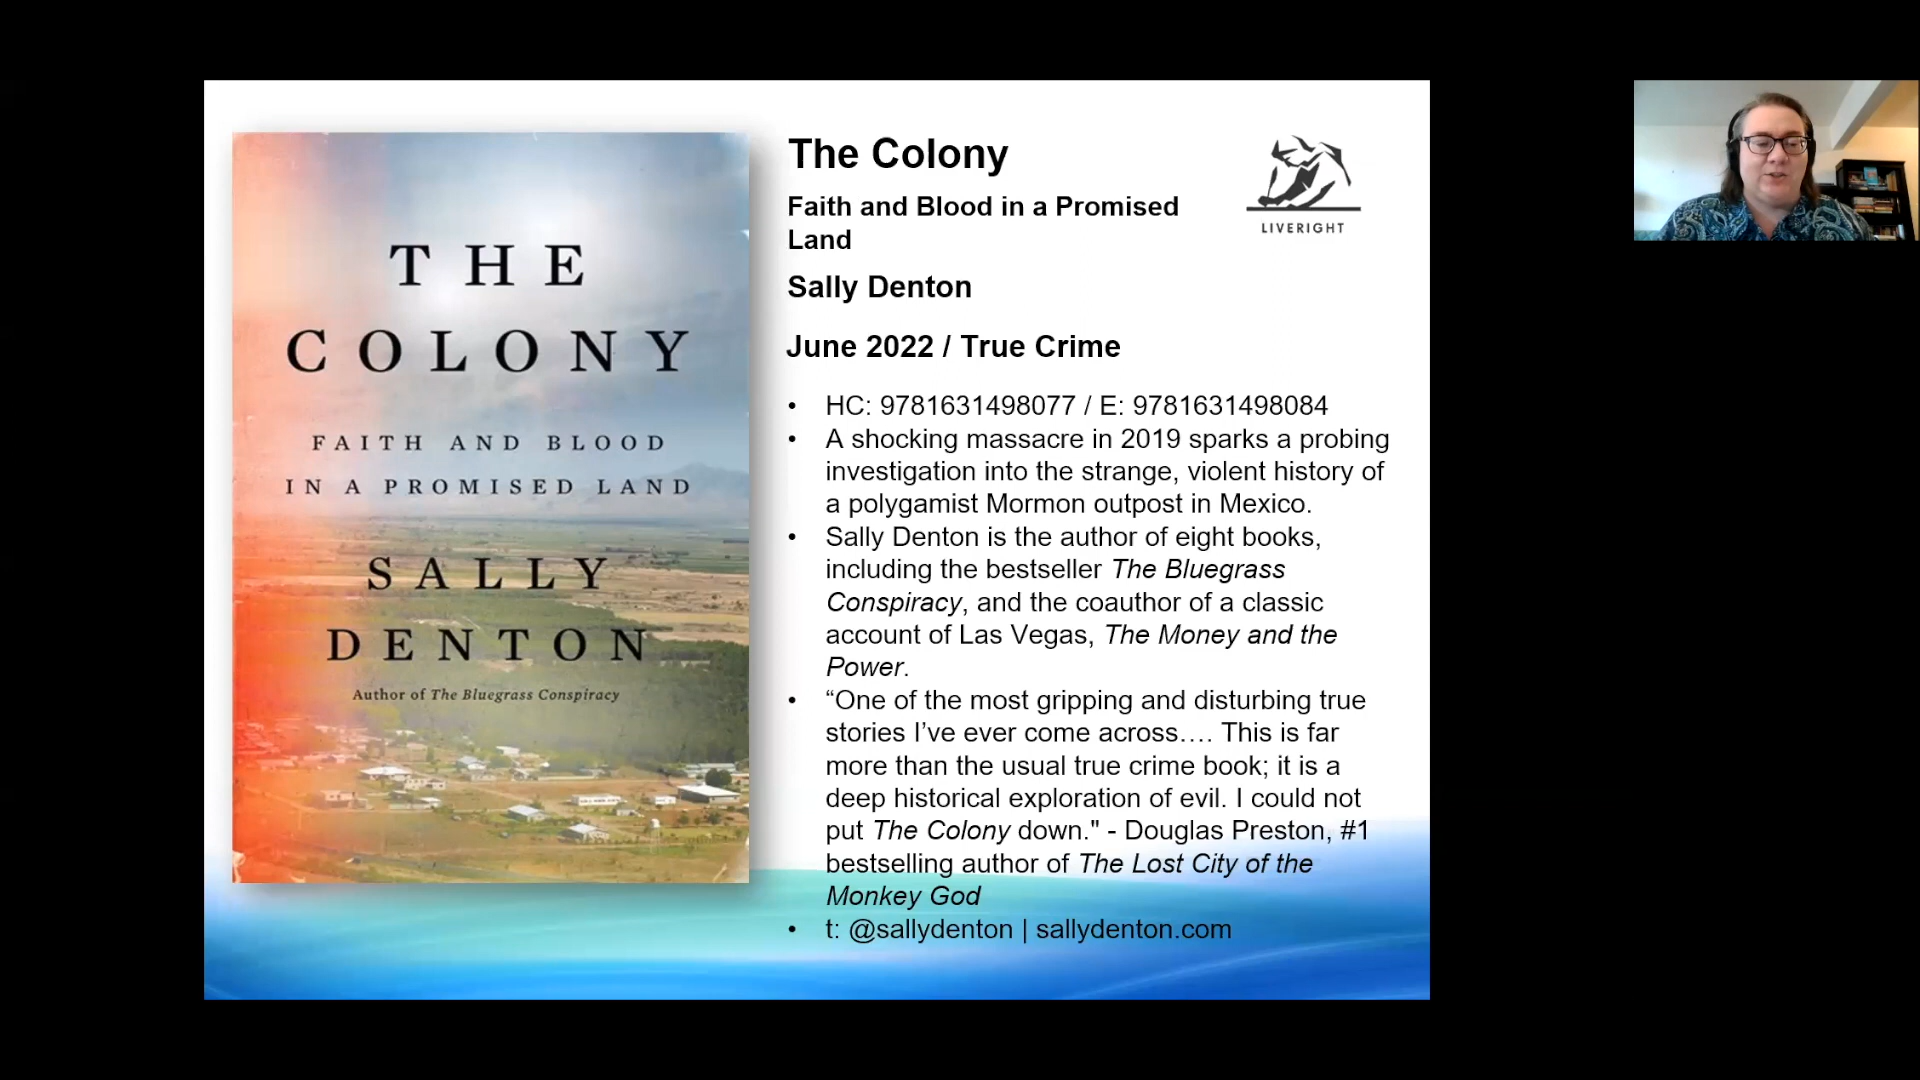 THE
COLONY
FAITH AND BLOOD
IN A PROMISED LAND
SALLY
DENTON
Author of The Bluegrass Conspiracy
The Colony
Faith and Blood in a Promised
Land
Sally Denton
June 2022 / True Crime
LIVERIGHT
• HC: 9781631498077 / E: 9781631498084
• A shocking massacre in 2019 sparks a probing
investigation into the strange, violent history of
a polygamist Mormon outpost in Mexico.
• Sally Denton is the author of eight books,
including the bestseller The Bluegrass
Conspiracy, and the coauthor of a classic
account of Las Vegas, The Money and the
Power.
• “One of the most gripping and disturbing true
stories I’ve ever come across…. This is far
more than the usual true crime book; it is a
deep historical exploration of evil. I could not
put The Colony down." - Douglas Preston, #1
bestselling author of The Lost City of the
Monkey God
• t: @sallydenton | sallydenton.com